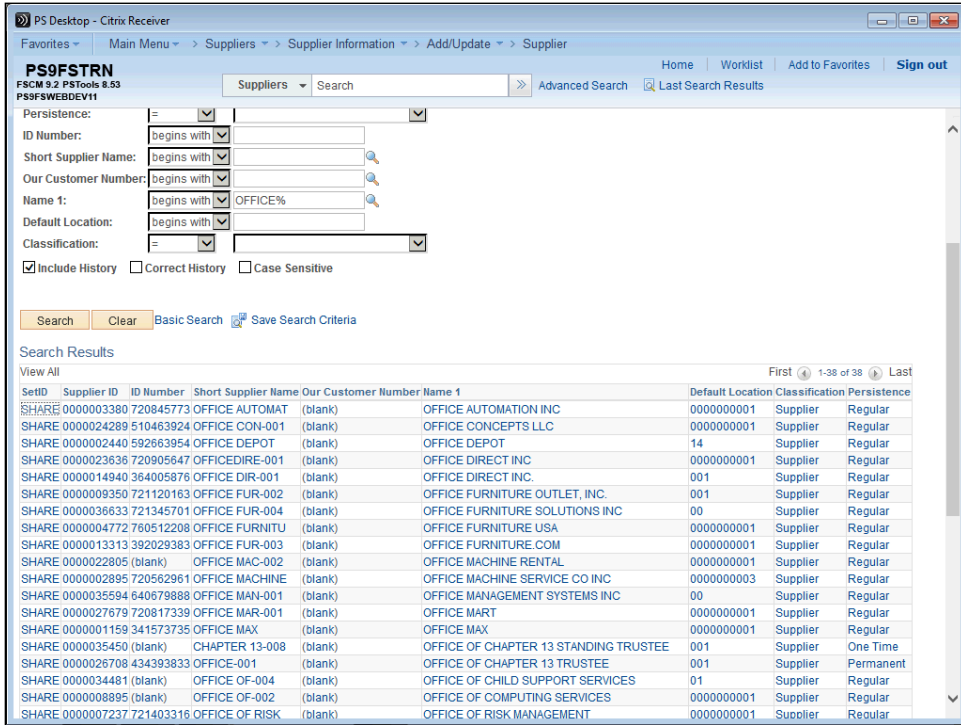 PS Desktop - Citrix Receiver
Favorites Main Menu > Suppliers > Supplier Information > Add/Update > Supplier
PS9FSTRN
FSCM 9.2 PSTools 8.53
PS9FSWEBDEV11
Home Worklist Add to Favorites Sign out
Suppliers Search Advanced Search Last Search Results
Persistence: =
ID Number: begins with
Short Supplier Name: begins with
Our Customer Number: begins with
Name 1: begins with OFFICE%
Default Location: begins with
Classification: =
Include History Correct History Case Sensitive
Search Clear Basic Search Save Search Criteria
Search Results
View All First 1-38 of 38 Last
SetID Supplier ID ID Number Short Supplier Name Our Customer Number Name 1 Default Location Classification Persistence
SHARE 0000003380 720845773 OFFICE AUTOMAT (blank) OFFICE AUTOMATION INC 0000000001 Supplier Regular
SHARE 0000024289 510463924 OFFICE CON-001 (blank) OFFICE CONCEPTS LLC 0000000001 Supplier Regular
SHARE 0000002440 592663954 OFFICE DEPOT (blank) OFFICE DEPOT 14 Supplier Regular
SHARE 0000023636 720905647 OFFICEDIRE-001 (blank) OFFICE DIRECT INC 0000000001 Supplier Regular
SHARE 0000014940 364005876 OFFICE DIR-001 (blank) OFFICE DIRECT INC. 001 Supplier Regular
SHARE 0000009350 721120163 OFFICE FUR-002 (blank) OFFICE FURNITURE OUTLET, INC. 001 Supplier Regular
SHARE 0000036633 721345701 OFFICE FUR-004 (blank) OFFICE FURNITURE SOLUTIONS INC 00 Supplier Regular
SHARE 0000004772 760512208 OFFICE FURNITU (blank) OFFICE FURNITURE USA 0000000001 Supplier Regular
SHARE 0000013313 392029383 OFFICE FUR-003 (blank) OFFICE FURNITURE.COM 0000000001 Supplier Regular
SHARE 0000022805 (blank) OFFICE MAC-002 (blank) OFFICE MACHINE RENTAL 0000000001 Supplier Regular
SHARE 0000002895 720562961 OFFICE MACHINE (blank) OFFICE MACHINE SERVICE CO INC 0000000003 Supplier Regular
SHARE 0000035594 640679888 OFFICE MAN-001 (blank) OFFICE MANAGEMENT SYSTEMS INC 00 Supplier Regular
SHARE 0000027679 720817339 OFFICE MAR-001 (blank) OFFICE MART 0000000001 Supplier Regular
SHARE 0000001159 341573735 OFFICE MAX (blank) OFFICE MAX 0000000001 Supplier Regular
SHARE 0000035450 (blank) CHAPTER 13-008 (blank) OFFICE OF CHAPTER 13 STANDING TRUSTEE 001 Supplier One Time
SHARE 0000026708 434393833 OFFICE-001 (blank) OFFICE OF CHAPTER 13 TRUSTEE 001 Supplier Permanent
SHARE 0000034481 (blank) OFFICE OF-004 (blank) OFFICE OF CHILD SUPPORT SERVICES 01 Supplier Regular
SHARE 0000008895 (blank) OFFICE OF-002 (blank) OFFICE OF COMPUTING SERVICES 0000000001 Supplier Regular
SHARE 0000007237 721403316 OFFICE OF RISK (blank) OFFICE OF RISK MANAGEMENT 0000000001 Supplier Regular